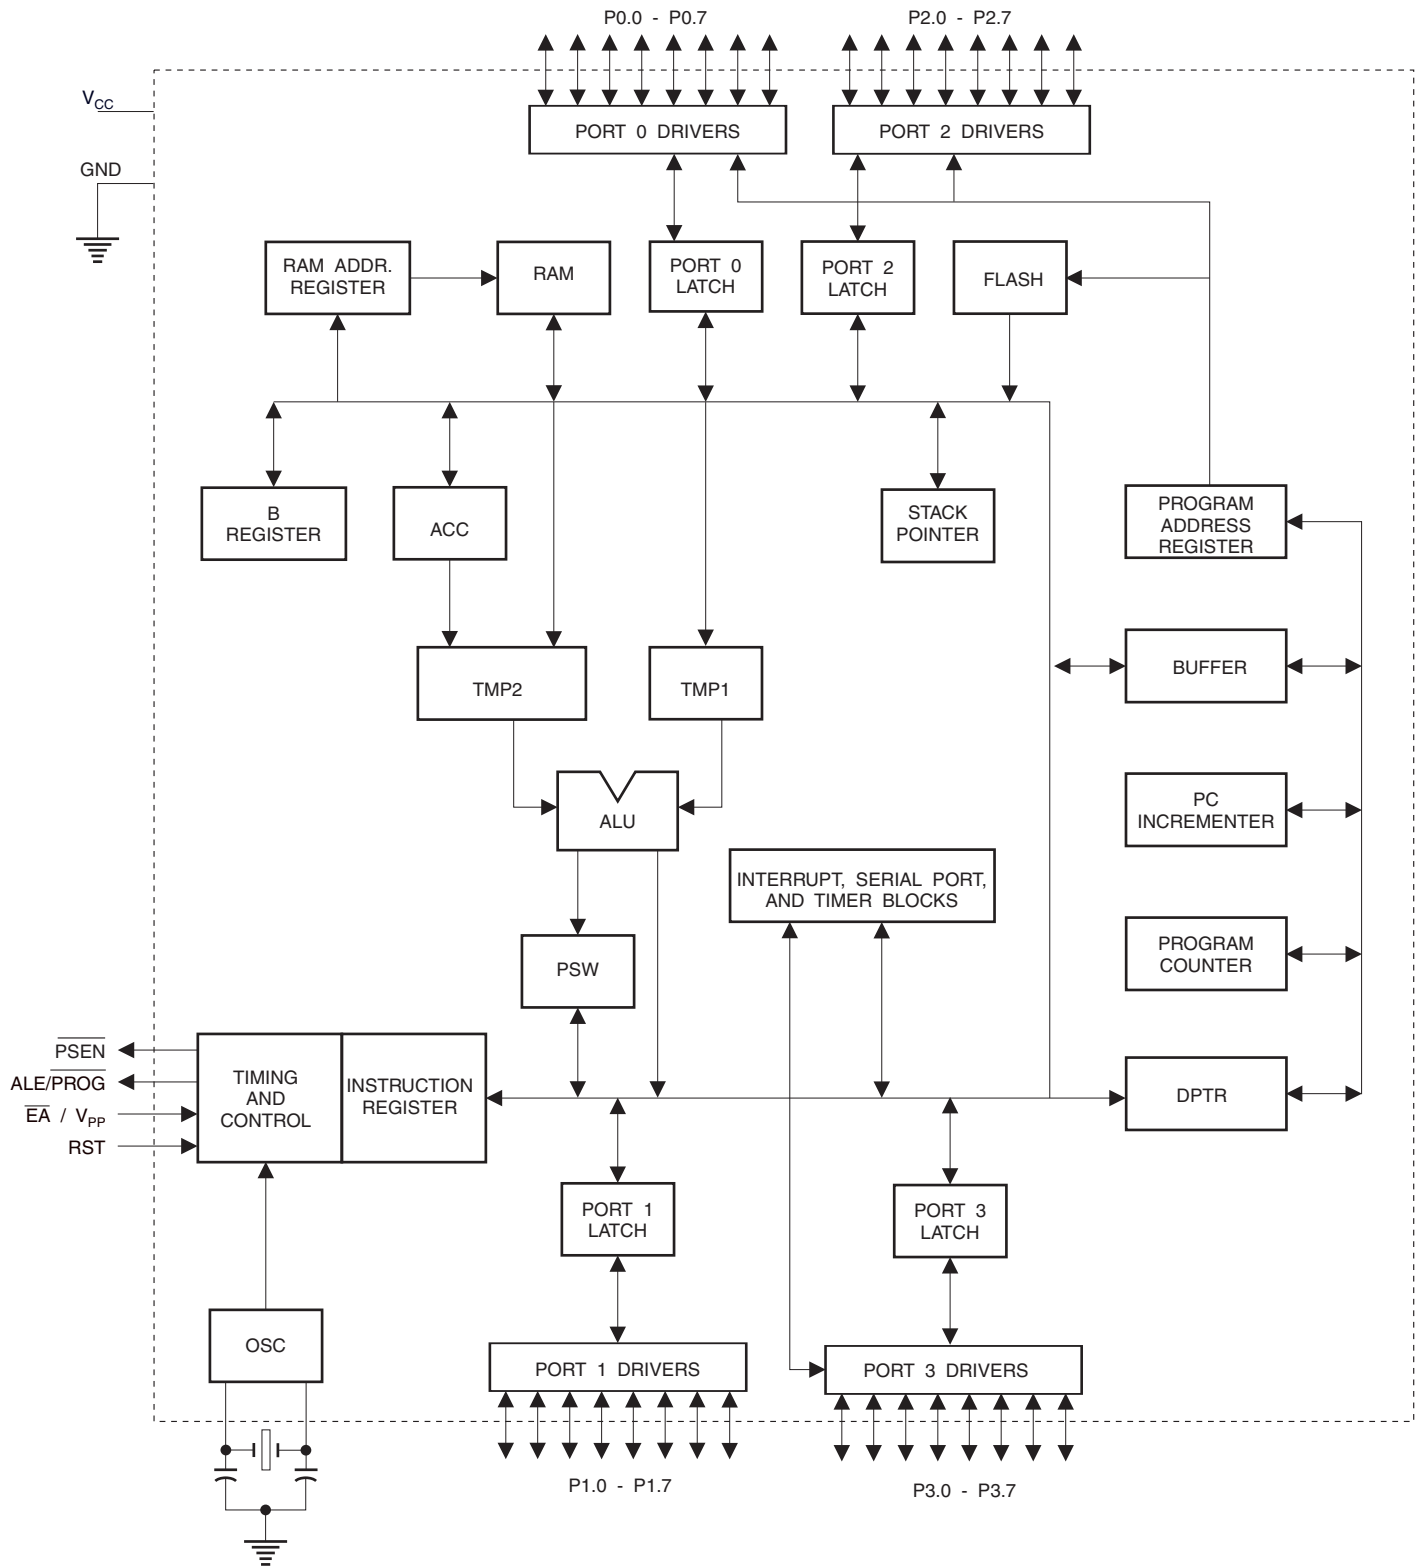 P0.0 - P0.7
P2.0 - P2.7
VCC
GND
PORT 0 DRIVERS
PORT 2 DRIVERS
RAM ADDR.
REGISTER
RAM
PORT 0
LATCH
PORT 2
LATCH
FLASH
B
REGISTER
ACC
STACK
POINTER
PROGRAM
ADDRESS
REGISTER
TMP2
TMP1
BUFFER
ALU
PC
INCREMENTER
INTERRUPT, SERIAL PORT,
AND TIMER BLOCKS
PSW
PROGRAM
COUNTER
PSEN
ALE/PROG
EA / VPP
RST
TIMING
AND
CONTROL
INSTRUCTION
REGISTER
DPTR
PORT 1
LATCH
PORT 3
LATCH
OSC
PORT 1 DRIVERS
PORT 3 DRIVERS
P1.0 - P1.7
P3.0 - P3.7